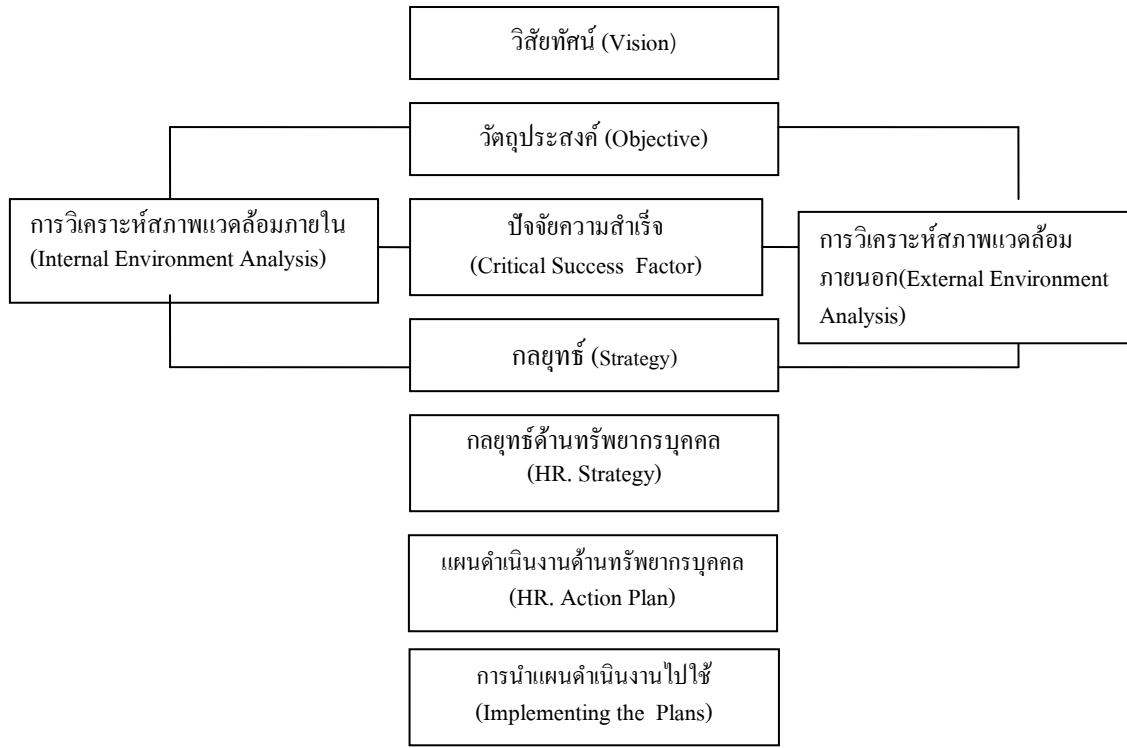 วิสัยทัศน์ (Vision)
วัตถุประสงค์ (Objective)
การวิเคราะห์สภาพแวดล้อมภายใน
(Internal Environment Analysis)
ปัจจัยความสำเร็จ
(Critical Success Factor)
การวิเคราะห์สภาพแวดล้อม
ภายนอก(External Environment
Analysis)
กลยุทธ์ (Strategy)
กลยุทธ์ด้านทรัพยากรบุคคล
(HR. Strategy)
แผนดำเนินงานด้านทรัพยากรบุคคล
(HR. Action Plan)
การนำแผนดำเนินงานไปใช้
(Implementing the Plans)